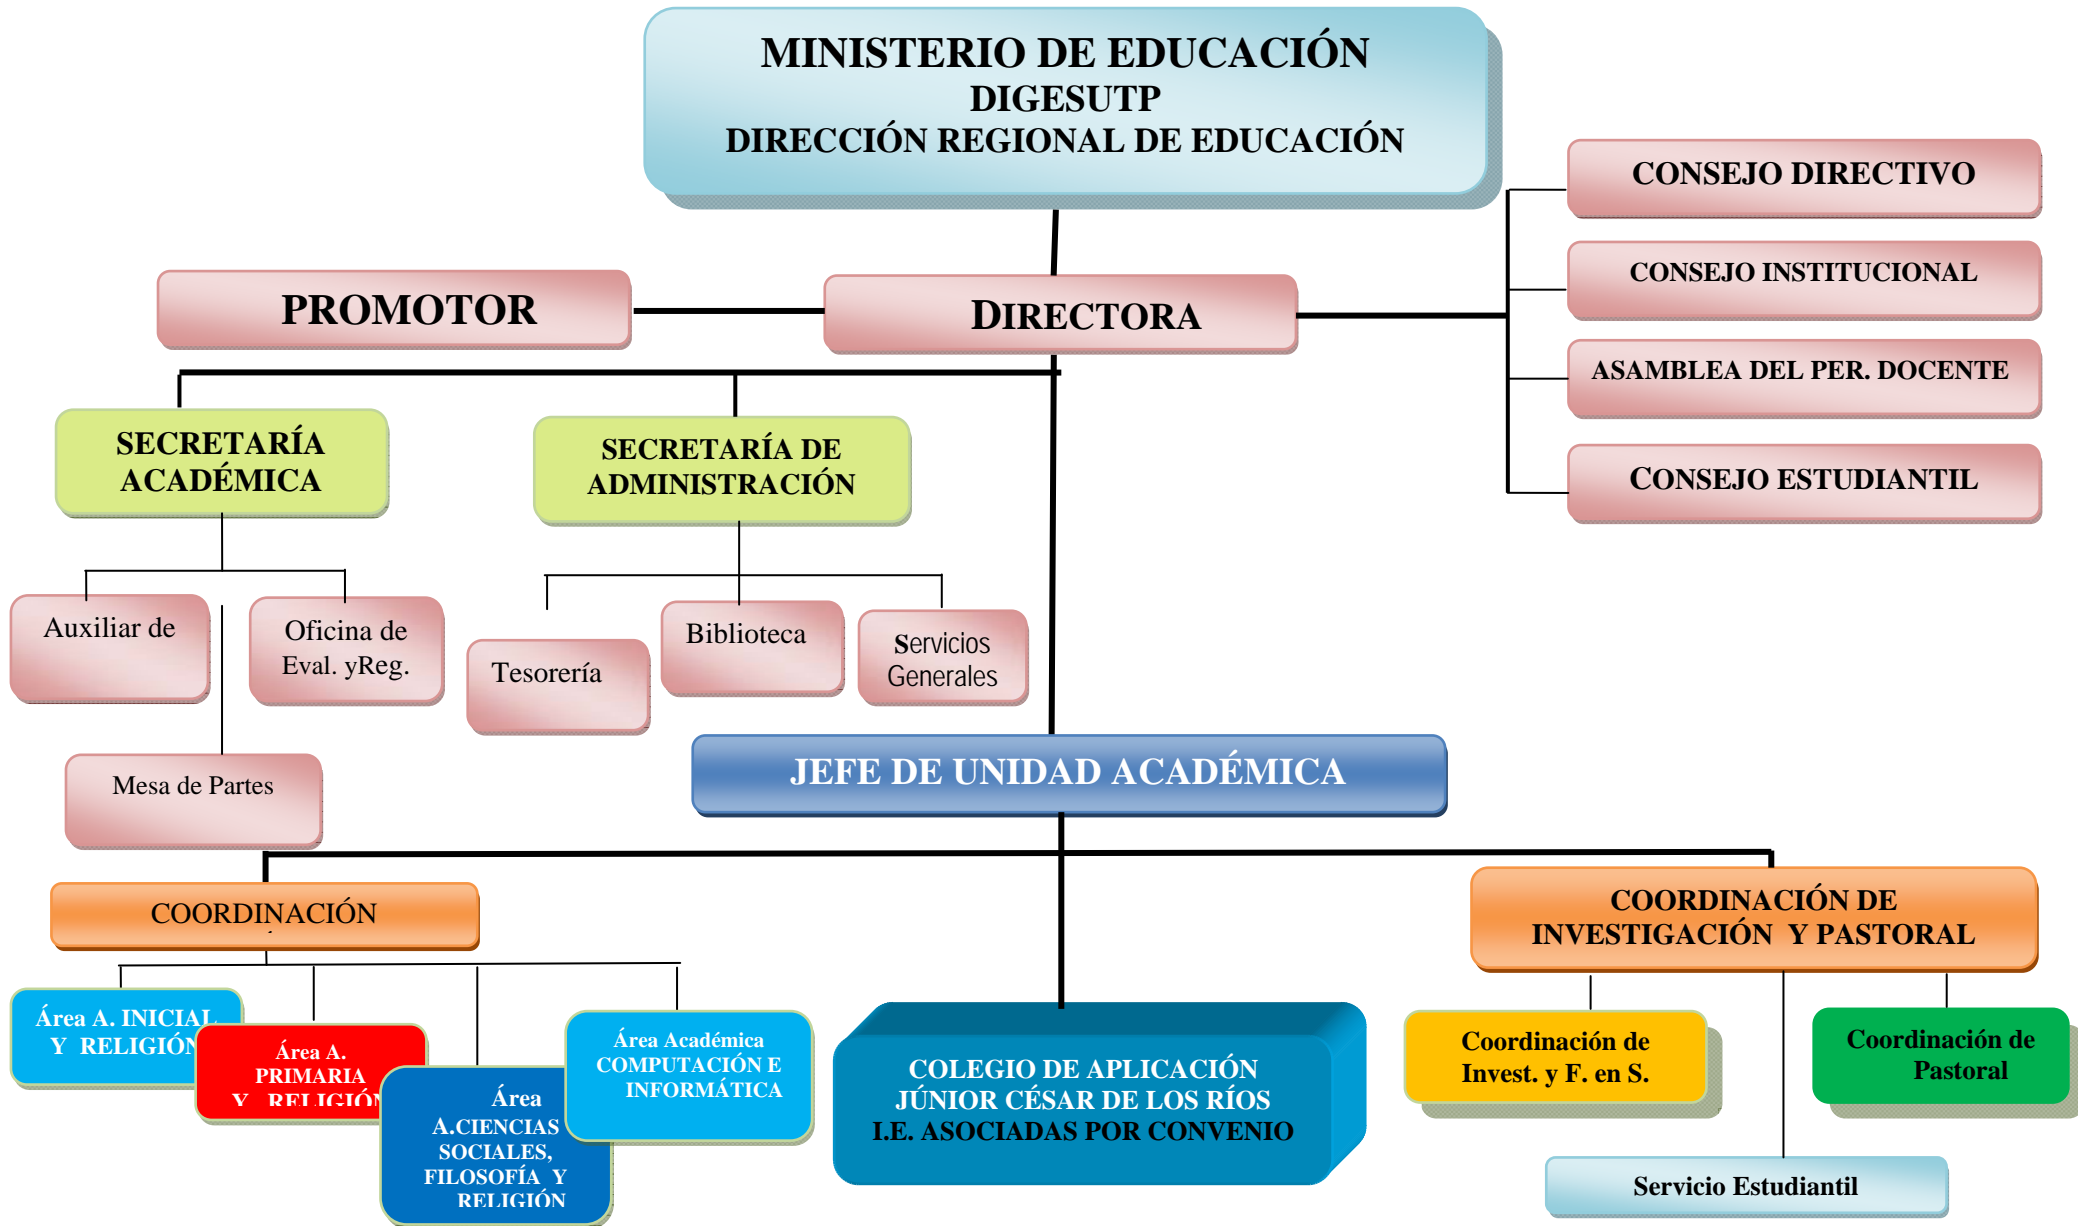 MINISTERIO DE EDUCACIÓN
DIGESUTP
DIRECCIÓN REGIONAL DE EDUCACIÓN
CONSEJO DIRECTIVO
CONSEJO INSTITUCIONAL
ASAMBLEA DEL PER. DOCENTE
CONSEJO ESTUDIANTIL
PROMOTOR
DIRECTORA
SECRETARÍA
ACADÉMICA
SECRETARÍA DE
ADMINISTRACIÓN
Auxiliar de
Oficina de
Eval. yReg.
Tesorería
Biblioteca
Servicios
Generales
Mesa de Partes
JEFE DE UNIDAD ACADÉMICA
COORDINACIÓN
COORDINACIÓN DE
INVESTIGACIÓN Y PASTORAL
Área A. INICIAL
Y RELIGIÓN
Área A.
PRIMARIA
Y RELIGIÓN
Área
A.CIENCIAS
SOCIALES,
FILOSOFÍA Y
RELIGIÓN
Área Académica
COMPUTACIÓN E
INFORMÁTICA
COLEGIO DE APLICACIÓN
JÚNIOR CÉSAR DE LOS RÍOS
I.E. ASOCIADAS POR CONVENIO
Coordinación de
Invest. y F. en S.
Coordinación de
Pastoral
Servicio Estudiantil